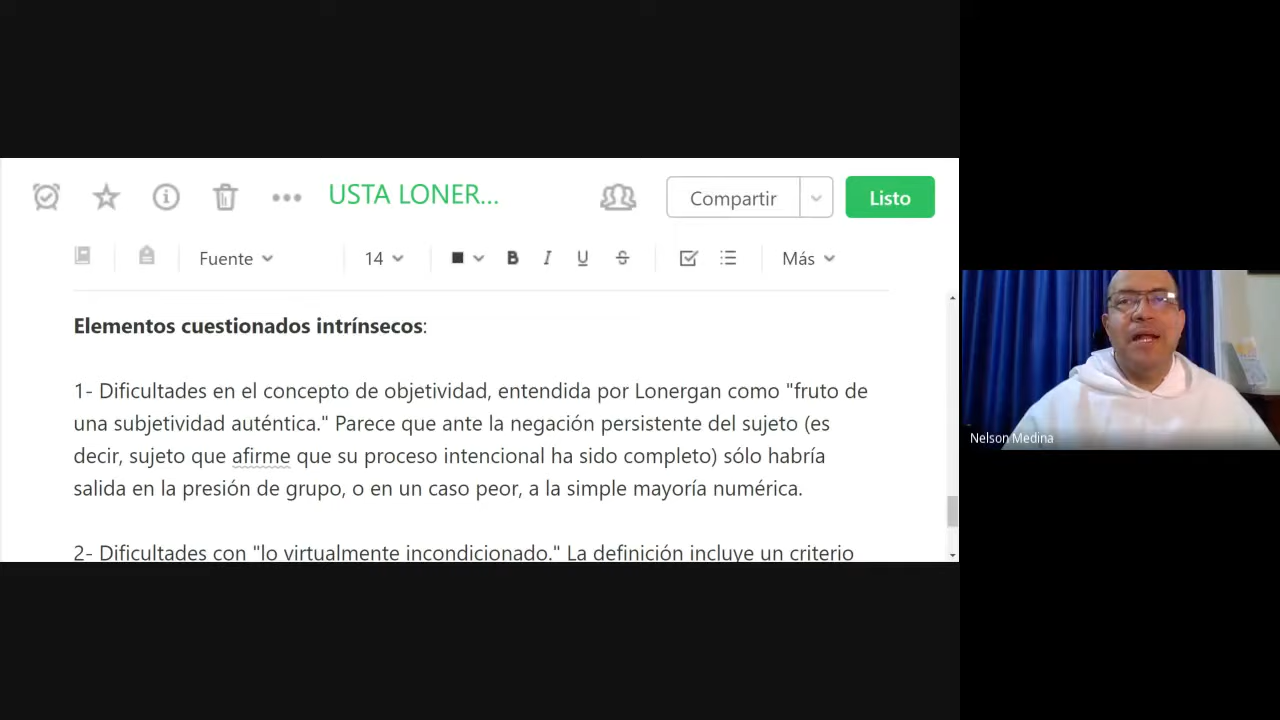 USTA LONER...
Compartir
Listo
Fuente
14
B I U S
Más
Elementos cuestionados intrínsecos:
1- Dificultades en el concepto de objetividad, entendida por Lonergan como "fruto de
una subjetividad auténtica." Parece que ante la negación persistente del sujeto (es
decir, sujeto que afirme que su proceso intencional ha sido completo) sólo habría
salida en la presión de grupo, o en un caso peor, a la simple mayoría numérica.
2- Dificultades con "lo virtualmente incondicionado." La definición incluye un criterio
Nelson Medina